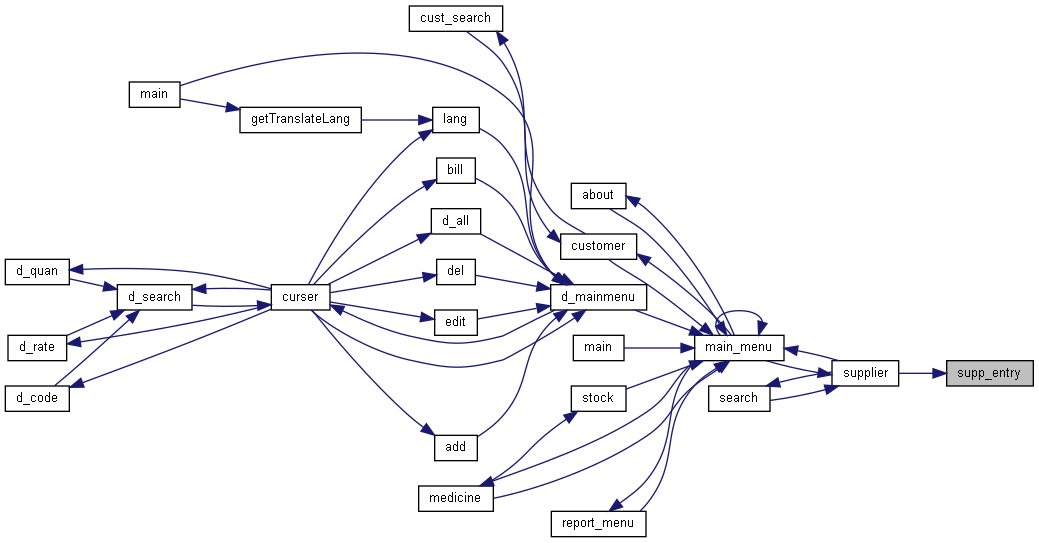 cust_search
main
getTranslateLang
lang
bill
about
d_all
customer
d_quan
del
d_search
curser
d_mainmenu
edit
d_rate
main
main_menu
supplier
supp_entry
d_code
stock
search
add
medicine
report_menu